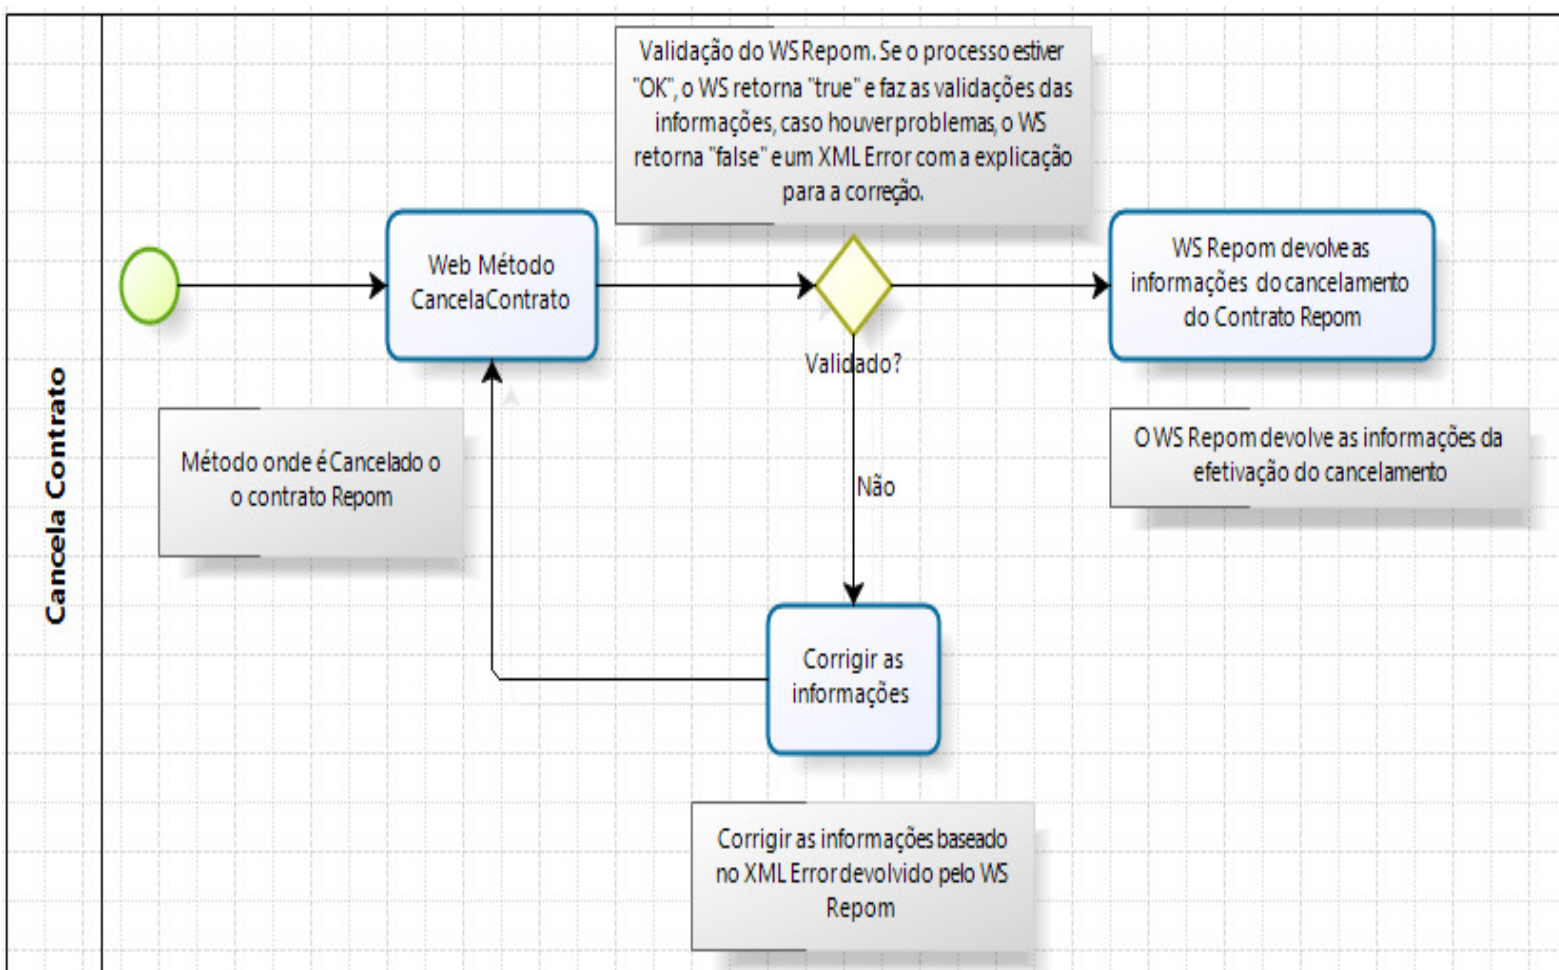 Cancela Contrato
Validação do WS Repom. Se o processo estiver
"OK", o WS retorna "true" e faz as validações das
informações, caso houver problemas, o WS
retorna "false" e um XML Error com a explicação
para a correção.
Web Método
CancelaContrato
WS Repom devolve as
informações do cancelamento
do Contrato Repom
Validado?
Método onde é Cancelado o
o contrato Repom
O WS Repom devolve as informações da
efetivação do cancelamento
Não
Corrigir as
informações
Corrigir as informações baseado
no XML Error devolvido pelo WS
Repom